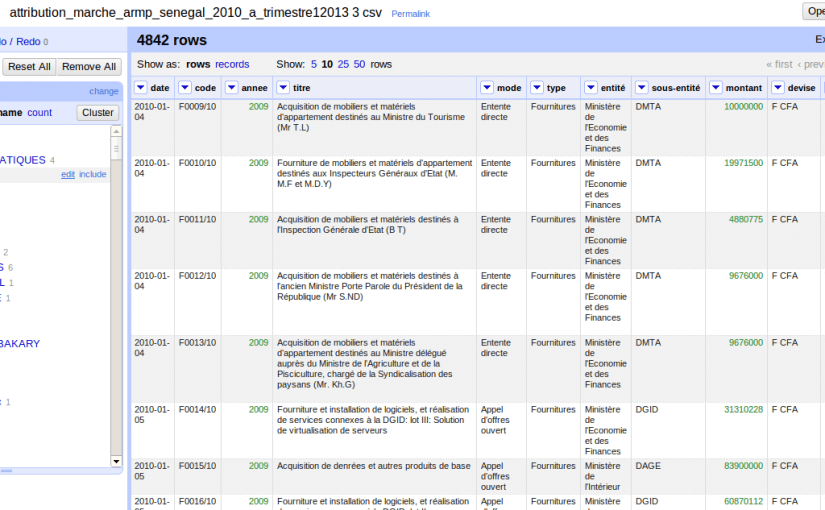 attribution_marche_armp_senegal_2010_a_trimestre12013 3 csv Permalink
Redo 0
Reset All Remove All
change
count Cluster
4
edit include
2
6
1
1
BAKARY
1
4842 rows
Show as: rows records Show: 5 10 25 50 rows « first ‹
date code annee titre mode type entité sous-entité montant devise
2010-01-04 F0009/10 2009 Acquisition de mobiliers et matériels d'appartement destinés au Ministre du Tourisme (Mr T.L) Entente directe Fournitures Ministère de l'Economie et des Finances DMTA 10000000 F CFA
2010-01-04 F0010/10 2009 Fourniture de mobiliers et matériels d'appartement destinés aux Inspecteurs Généraux d'Etat (M. M.F et M.D.Y) Entente directe Fournitures Ministère de l'Economie et des Finances DMTA 19971500 F CFA
2010-01-04 F0011/10 2009 Acquisition de mobiliers et matériels destinés à l'Inspection Générale d'Etat (B T) Entente directe Fournitures Ministère de l'Economie et des Finances DMTA 4880775 F CFA
2010-01-04 F0012/10 2009 Acquisition de mobiliers et matériels destinés à l'ancien Ministre Porte Parole du Président de la République (Mr S.ND) Entente directe Fournitures Ministère de l'Economie et des Finances DMTA 9676000 F CFA
2010-01-04 F0013/10 2009 Acquisition de mobiliers et matériels d'appartement destinés au Ministre délégué auprès du Ministre de l'Agriculture et de la Pisciculture, chargé de la Syndicalisation des paysans (Mr. Kh.G) Entente directe Fournitures Ministère de l'Economie et des Finances DMTA 9676000 F CFA
2010-01-05 F0014/10 2009 Fourniture et installation de logiciels, et réalisation de services connexes à la DGID: lot III: Solution de virtualisation de serveurs Appel d'offres ouvert Fournitures Ministère de l'Economie et des Finances DGID 31310228 F CFA
2010-01-05 F0015/10 2009 Acquisition de denrées et autres produits de base Appel d'offres ouvert Fournitures Ministère de l'Intérieur DAGE 83900000 F CFA
2010-01- F0016/10 2009 Fourniture et installation de logiciels, et réalisation Appel Fournitures Ministère DGID 60870112 F CFA